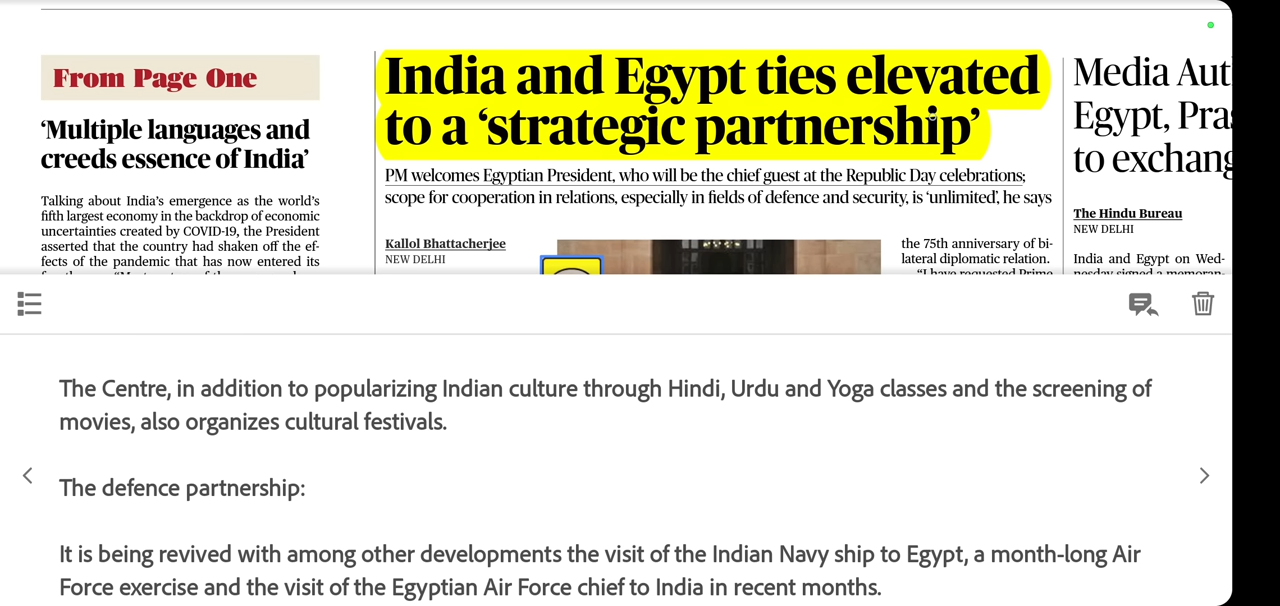 From Page One
‘Multiple languages and
creeds essence of India’
Talking about India’s emergence as the world’s
fifth largest economy in the backdrop of economic
uncertainties created by COVID-19, the President
asserted that the country had shaken off the ef-
fects of the pandemic that has now entered its
India and Egypt ties elevated
to a ‘strategic partnership’
PM welcomes Egyptian President, who will be the chief guest at the Republic Day celebrations;
scope for cooperation in relations, especially in fields of defence and security, is ‘unlimited’, he says
Kallol Bhattacherjee
NEW DELHI
the 75th anniversary of bi-
lateral diplomatic relation.
“I have requested Prime
Media Aut
Egypt, Pras
to exchang
The Hindu Bureau
NEW DELHI
India and Egypt on Wed-
nesday signed a memoran-
The Centre, in addition to popularizing Indian culture through Hindi, Urdu and Yoga classes and the screening of
movies, also organizes cultural festivals.
The defence partnership:
It is being revived with among other developments the visit of the Indian Navy ship to Egypt, a month-long Air
Force exercise and the visit of the Egyptian Air Force chief to India in recent months.